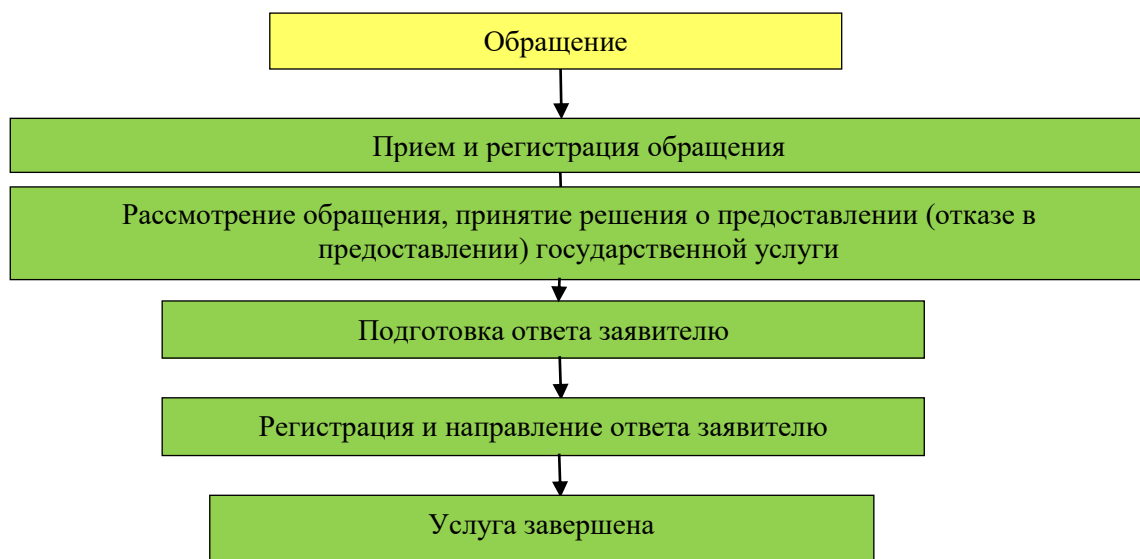 Обращение
Прием и регистрация обращения
Рассмотрение обращения, принятие решения о предоставлении (отказе в
предоставлении) государственной услуги
Подготовка ответа заявителю
Регистрация и направление ответа заявителю
Услуга завершена